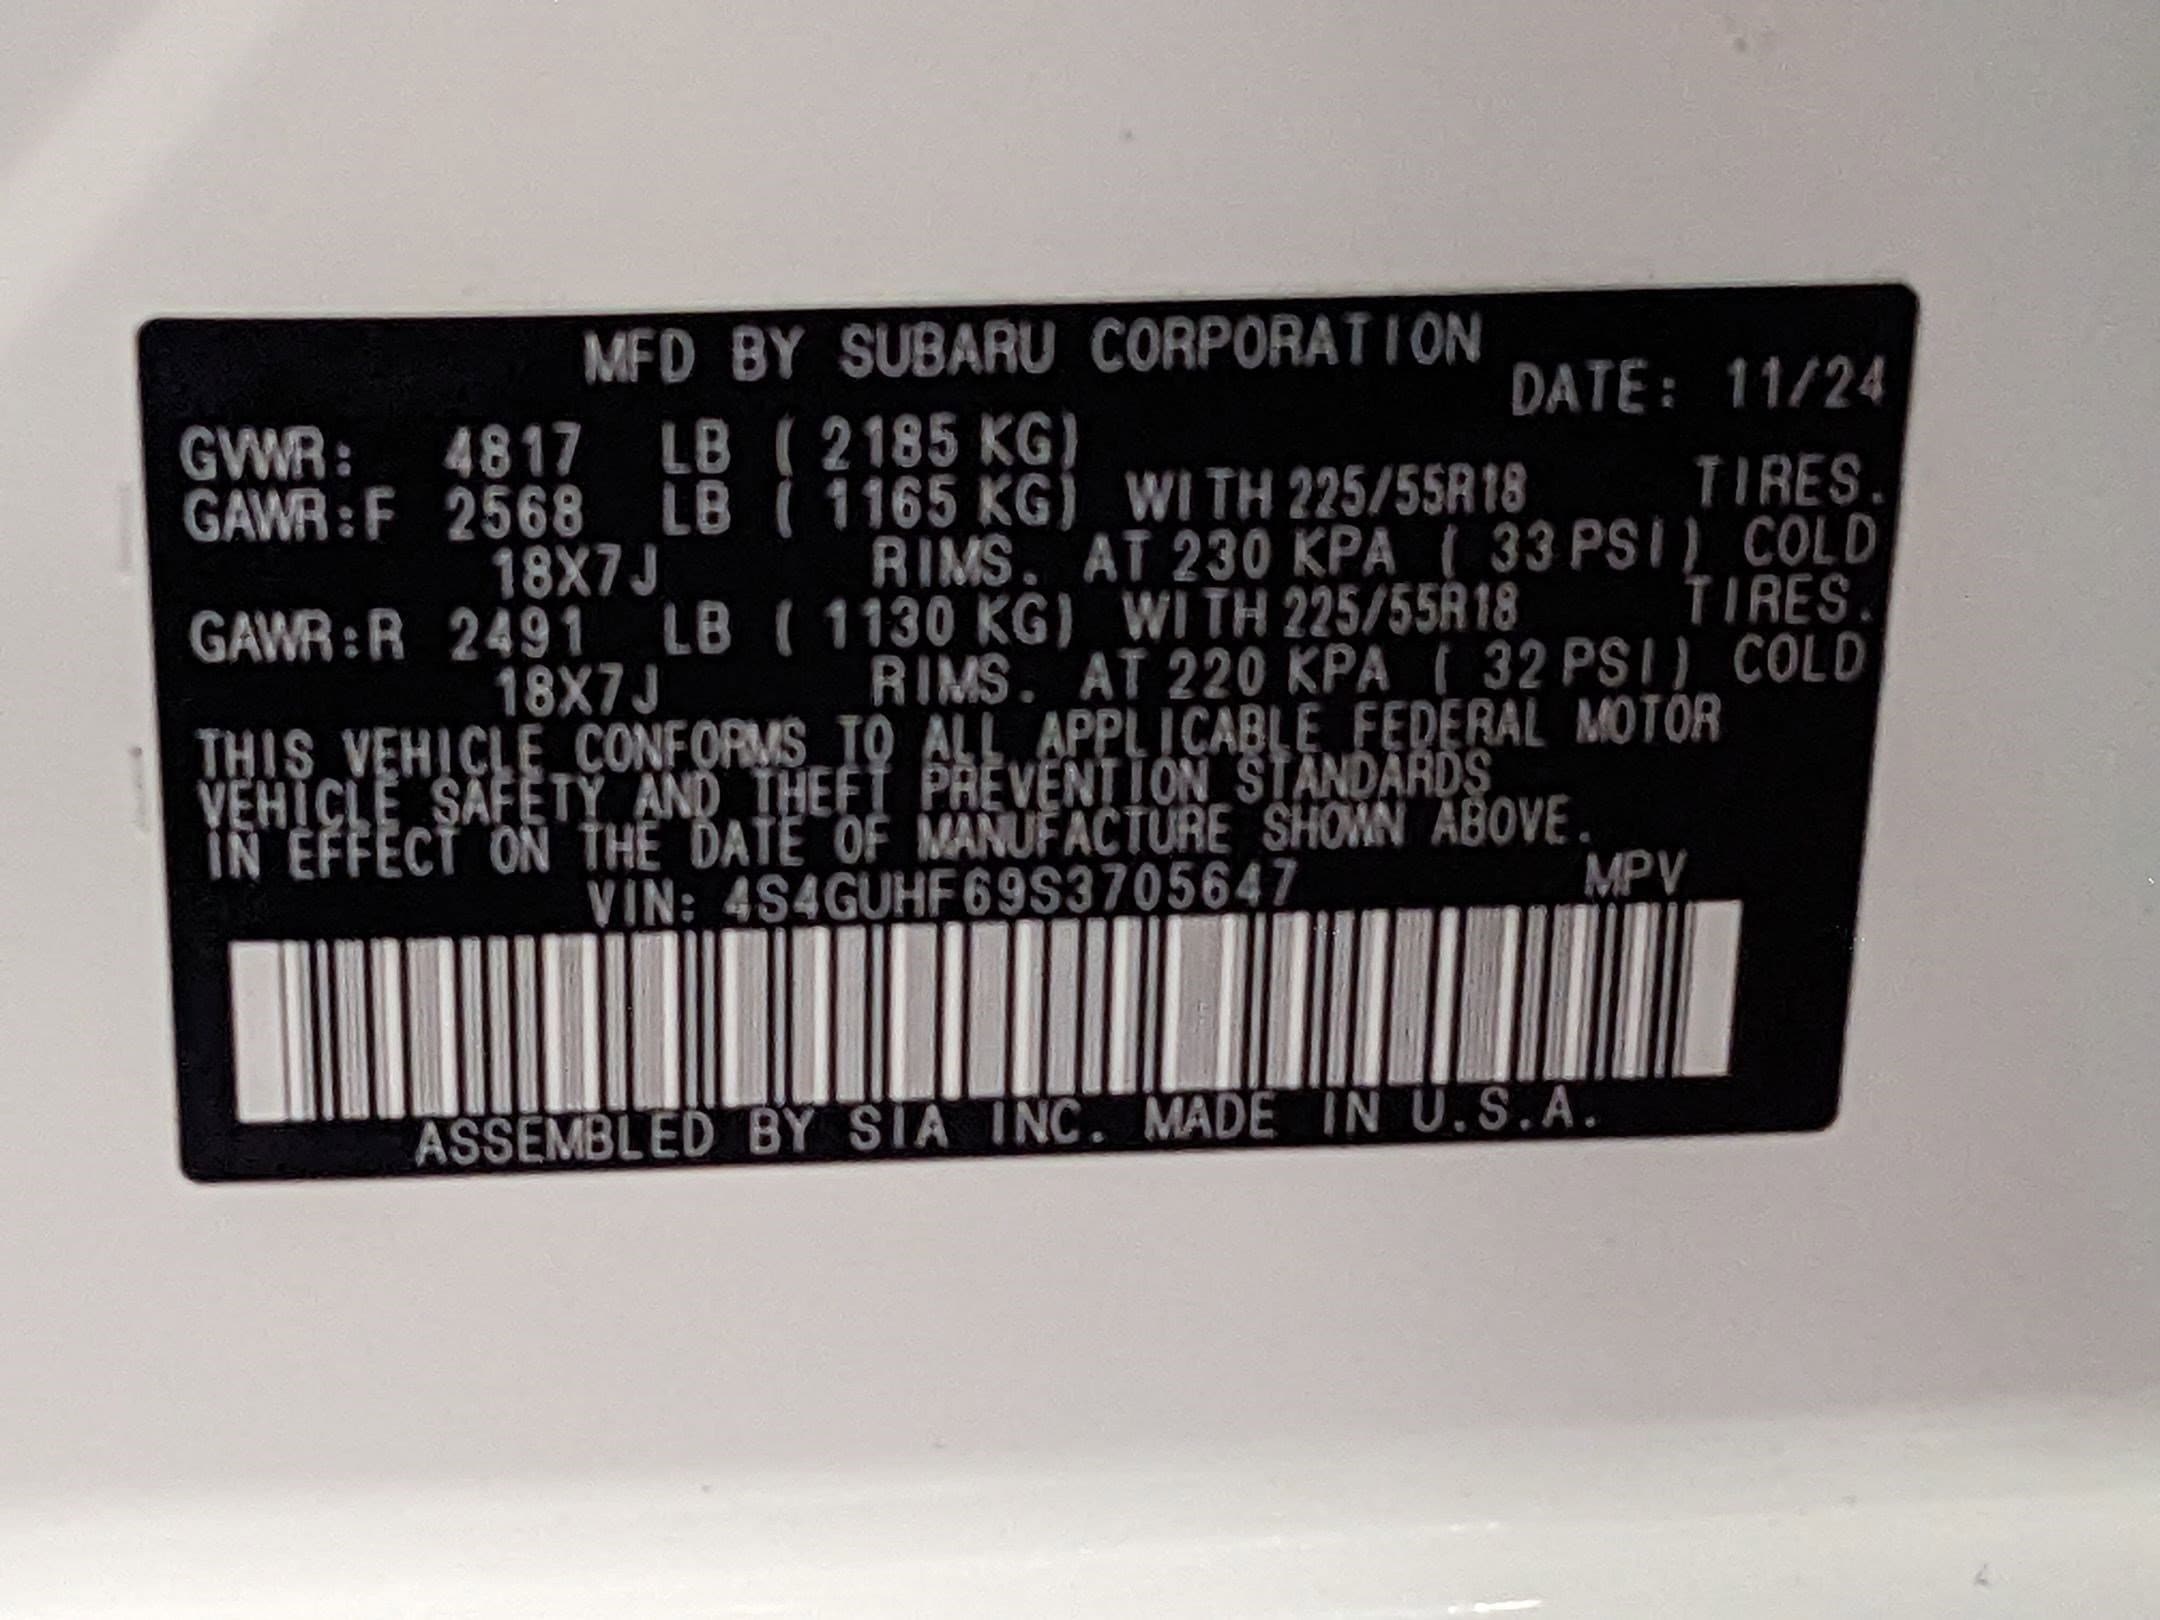 MFD BY SUBARU CORPORATION
DATE: 11/24
GVWR: 4817 LB ( 2185 KG)
GAWR:F 2568 LB ( 1165 KG) WITH 225/55R18 TIRES.
18X7J RIMS. AT 230 KPA ( 33 PSI) COLD
GAWR:R 2491 LB ( 1130 KG) WITH 225/55R18 TIRES.
18X7J RIMS. AT 220 KPA ( 32 PSI) COLD
THIS VEHICLE CONFORMS TO ALL APPLICABLE FEDERAL MOTOR
VEHICLE SAFETY AND THEFT PREVENTION STANDARDS
IN EFFECT ON THE DATE OF MANUFACTURE SHOWN ABOVE.
VIN: 4S4GUHF69S3705647 MPV
ASSEMBLED BY SIA INC. MADE IN U.S.A.